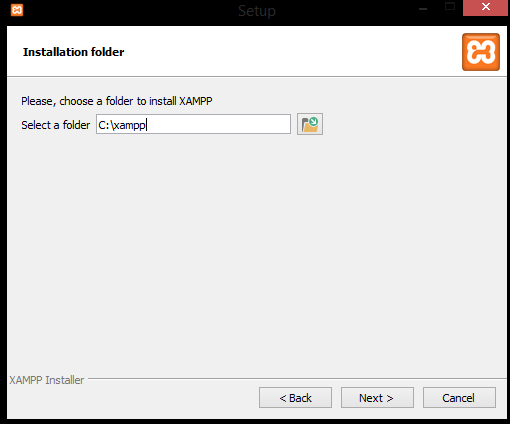 Setup
Installation folder
Please, choose a folder to install XAMPP
Select a folder C:\xampp
XAMPP Installer
< Back Next > Cancel